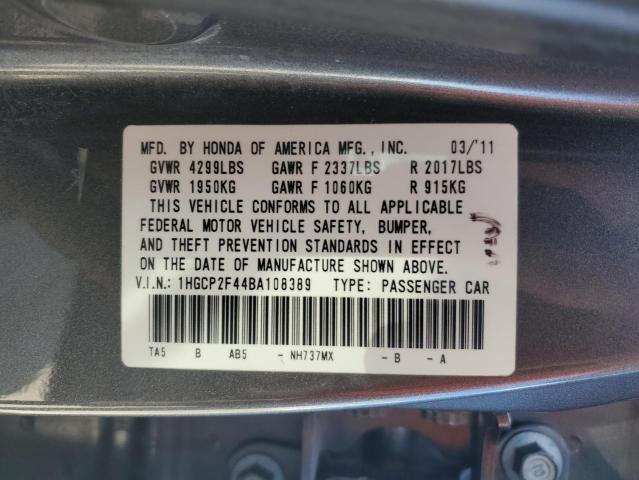 MFD. BY HONDA OF AMERICA MFG., INC. 03/'11
GVWR 4299LBS GAWR F 2337LBS R 2017LBS
GVWR 1950KG GAWR F 1060KG R 915KG
THIS VEHICLE CONFORMS TO ALL APPLICABLE
FEDERAL MOTOR VEHICLE SAFETY, BUMPER,
AND THEFT PREVENTION STANDARDS IN EFFECT
ON THE DATE OF MANUFACTURE SHOWN ABOVE.
V.I.N.: 1HGCP2F44BA108389 TYPE: PASSENGER CAR
TA5 B AB5 - NH737MX - B - A
10